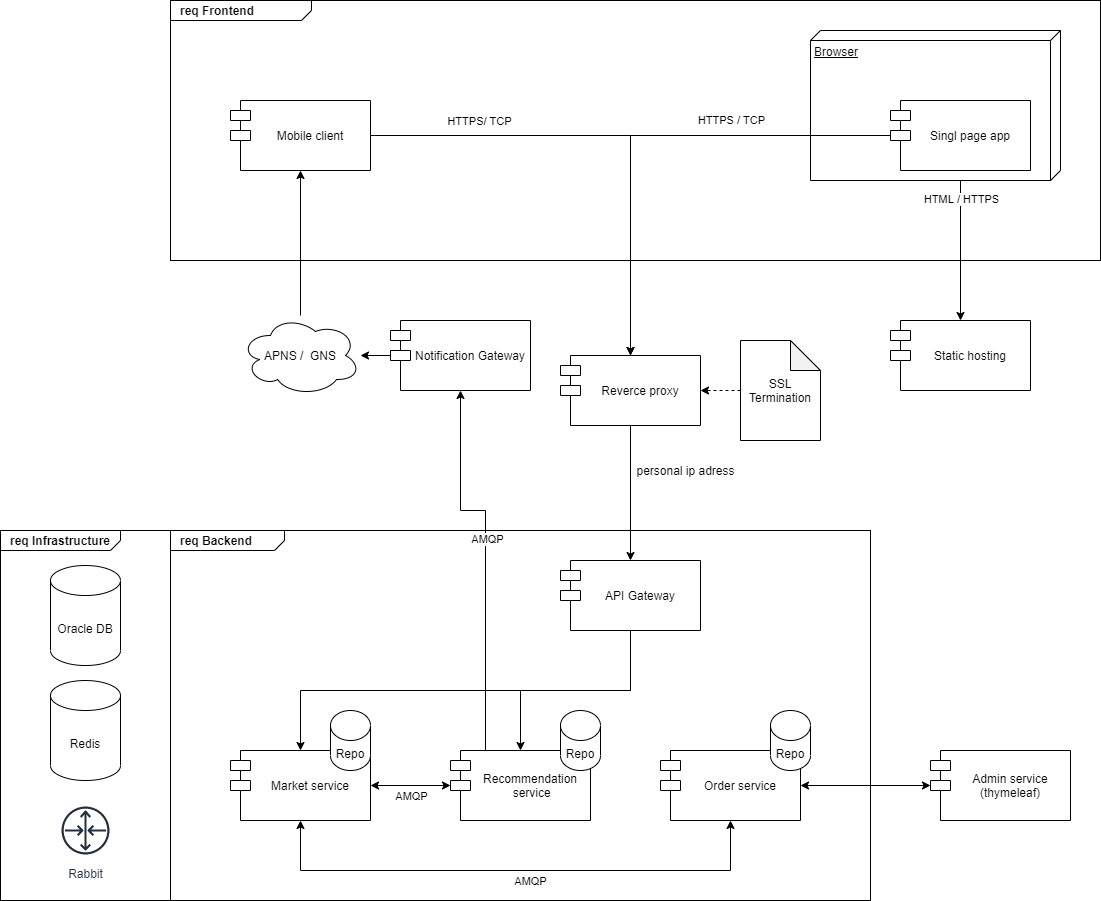 req Frontend
Browser
HTTPS/ TCP
HTTPS / TCP
Mobile client
Singl page app
HTML / HTTPS
APNS /  GNS
Notification Gateway
Reverce proxy
SSL
Termination
Static hosting
personal ip adress
req Infrastructure
req Backend
AMQP
Oracle DB
API Gateway
Redis
Repo
Repo
Repo
Market service
Recommendation
service
Order service
Admin service
(thymeleaf)
AMQP
Rabbit
AMQP